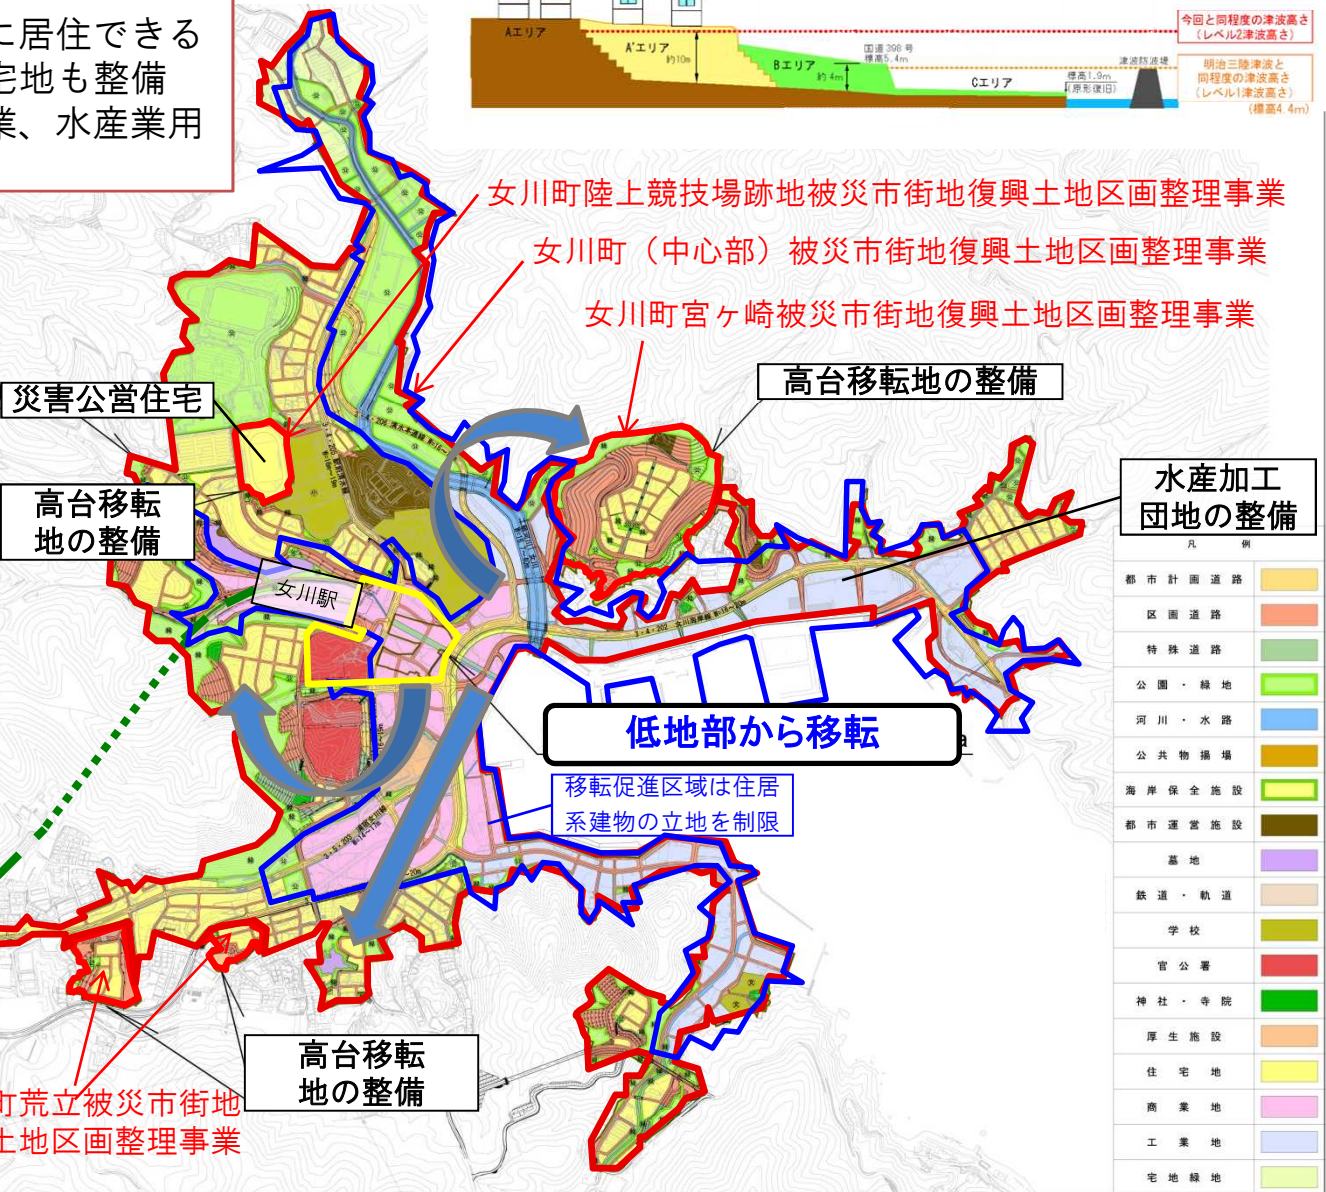 に居住できる
宅地も整備
業、水産業用
Aエリア
A'エリア
約10m
Bエリア
約4m
国道398号
標高5.4m
Cエリア
標高1.9m
(原形復旧)
津波防波堤
今回と同程度の津波高さ
(レベル2津波高さ)
明治三陸津波と
同程度の津波高さ
(レベル1津波高さ)
(標高4.4m)
女川町陸上競技場跡地被災市街地復興土地区画整理事業
女川町（中心部）被災市街地復興土地区画整理事業
女川町宮ヶ崎被災市街地復興土地区画整理事業
高台移転地の整備
災害公営住宅
高台移転
地の整備
水産加工
団地の整備
女川駅
3・4・202 女川海岸線 W=16～20m
低地部から移転
移転促進区域は住居
系建物の立地を制限
高台移転
地の整備
町荒立被災市街地
土地区画整理事業
凡例
都市計画道路
区画道路
特殊道路
公園・緑地
河川・水路
公共物揚場
海岸保全施設
都市運営施設
墓地
鉄道・軌道
学校
官公署
神社・寺院
厚生施設
住宅地
商業地
工業地
宅地緑地